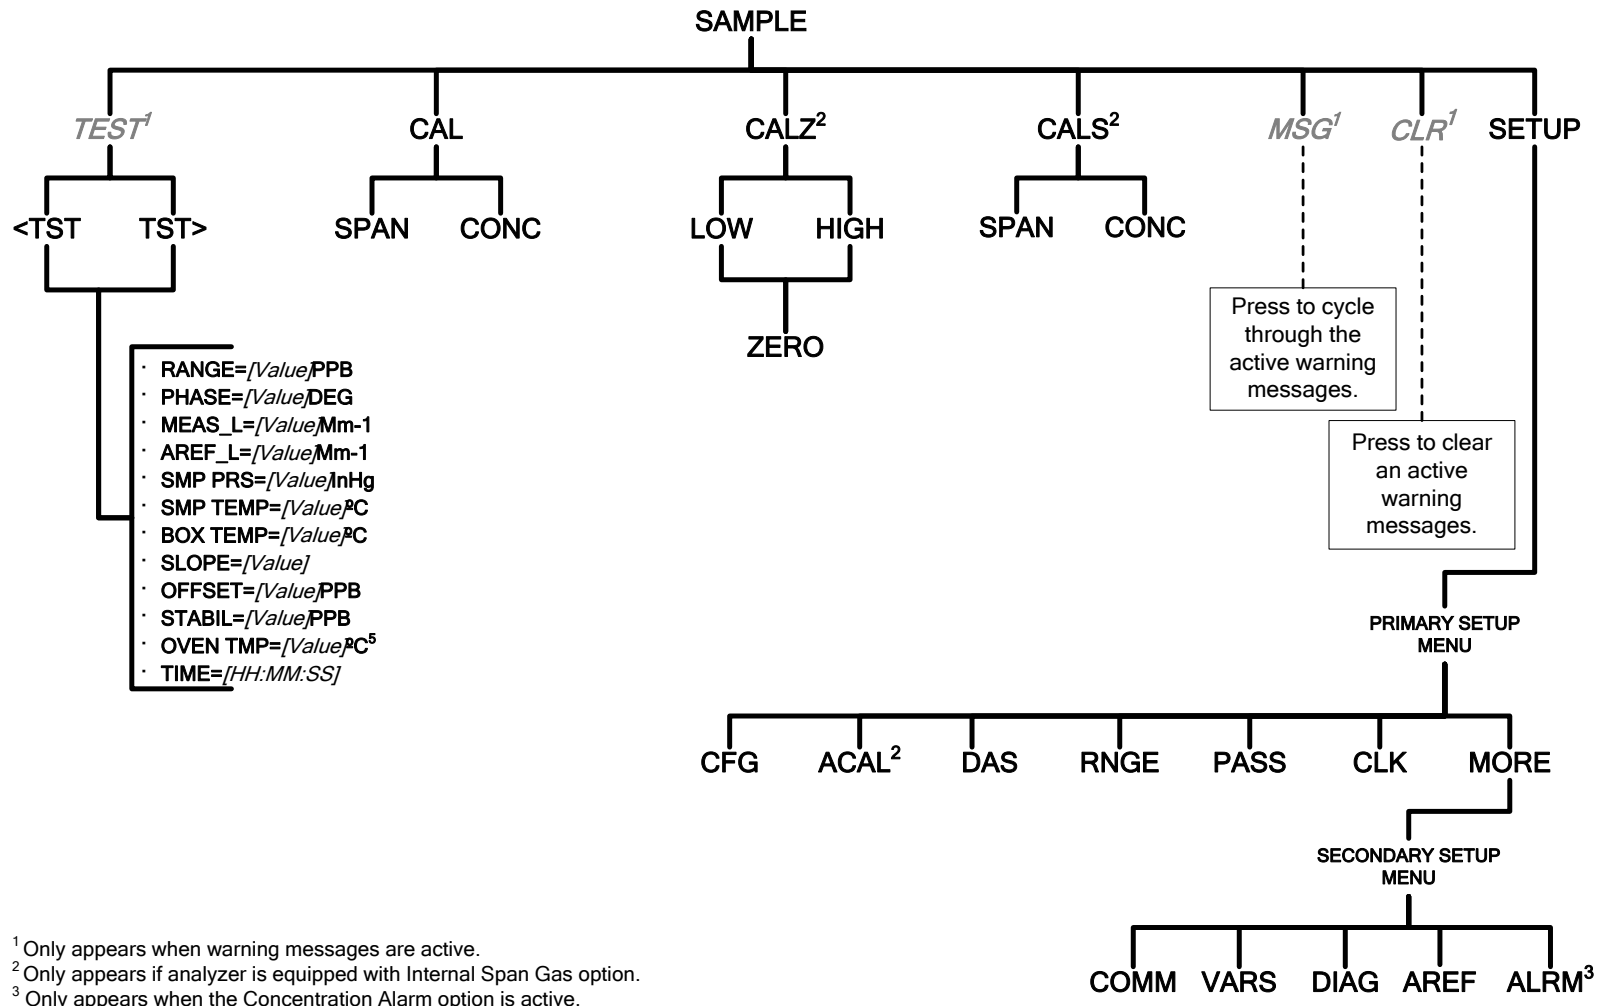 SAMPLE
TEST¹ CAL CALZ² CALS² MSG¹ CLR¹ SETUP
<TST TST> SPAN CONC LOW HIGH SPAN CONC
ZERO
Press to cycle
through the
active warning
messages.
Press to clear
an active
warning
messages.
· RANGE=[Value]PPB
· PHASE=[Value]DEG
· MEAS_L=[Value]Mm-1
· AREF_L=[Value]Mm-1
· SMP PRS=[Value]InHg
· SMP TEMP=[Value]ºC
· BOX TEMP=[Value]ºC
· SLOPE=[Value]
· OFFSET=[Value]PPB
· STABIL=[Value]PPB
· OVEN TMP=[Value]ºC⁵
· TIME=[HH:MM:SS]
PRIMARY SETUP
MENU
CFG ACAL² DAS RNGE PASS CLK MORE
SECONDARY SETUP
MENU
COMM VARS DIAG AREF ALRM³
¹ Only appears when warning messages are active.
² Only appears if analyzer is equipped with Internal Span Gas option.
³ Only appears when the Concentration Alarm option is active.